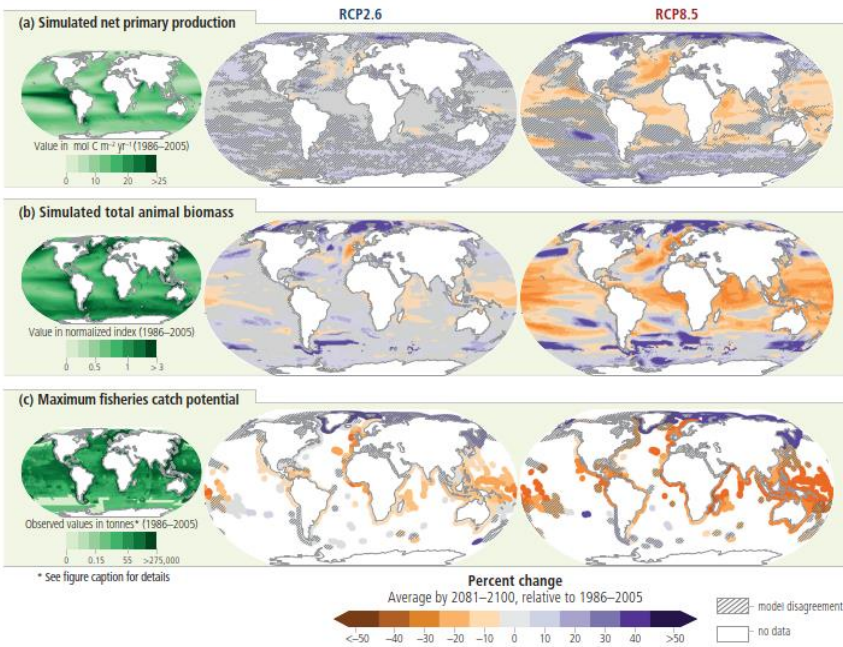 RCP2.6
RCP8.5
(a) Simulated net primary production
Value in mol C m⁻² yr⁻¹ (1986–2005)
0 10 20 >25
(b) Simulated total animal biomass
Value in normalized index (1986–2005)
0 0.5 1 >3
(c) Maximum fisheries catch potential
Observed values in tonnes* (1986–2005)
0 0.15 55 >275,000
* See figure caption for details
Percent change
Average by 2081–2100, relative to 1986–2005
<–50 –40 –30 –20 –10 0 10 20 30 40 >50
model disagreement
no data